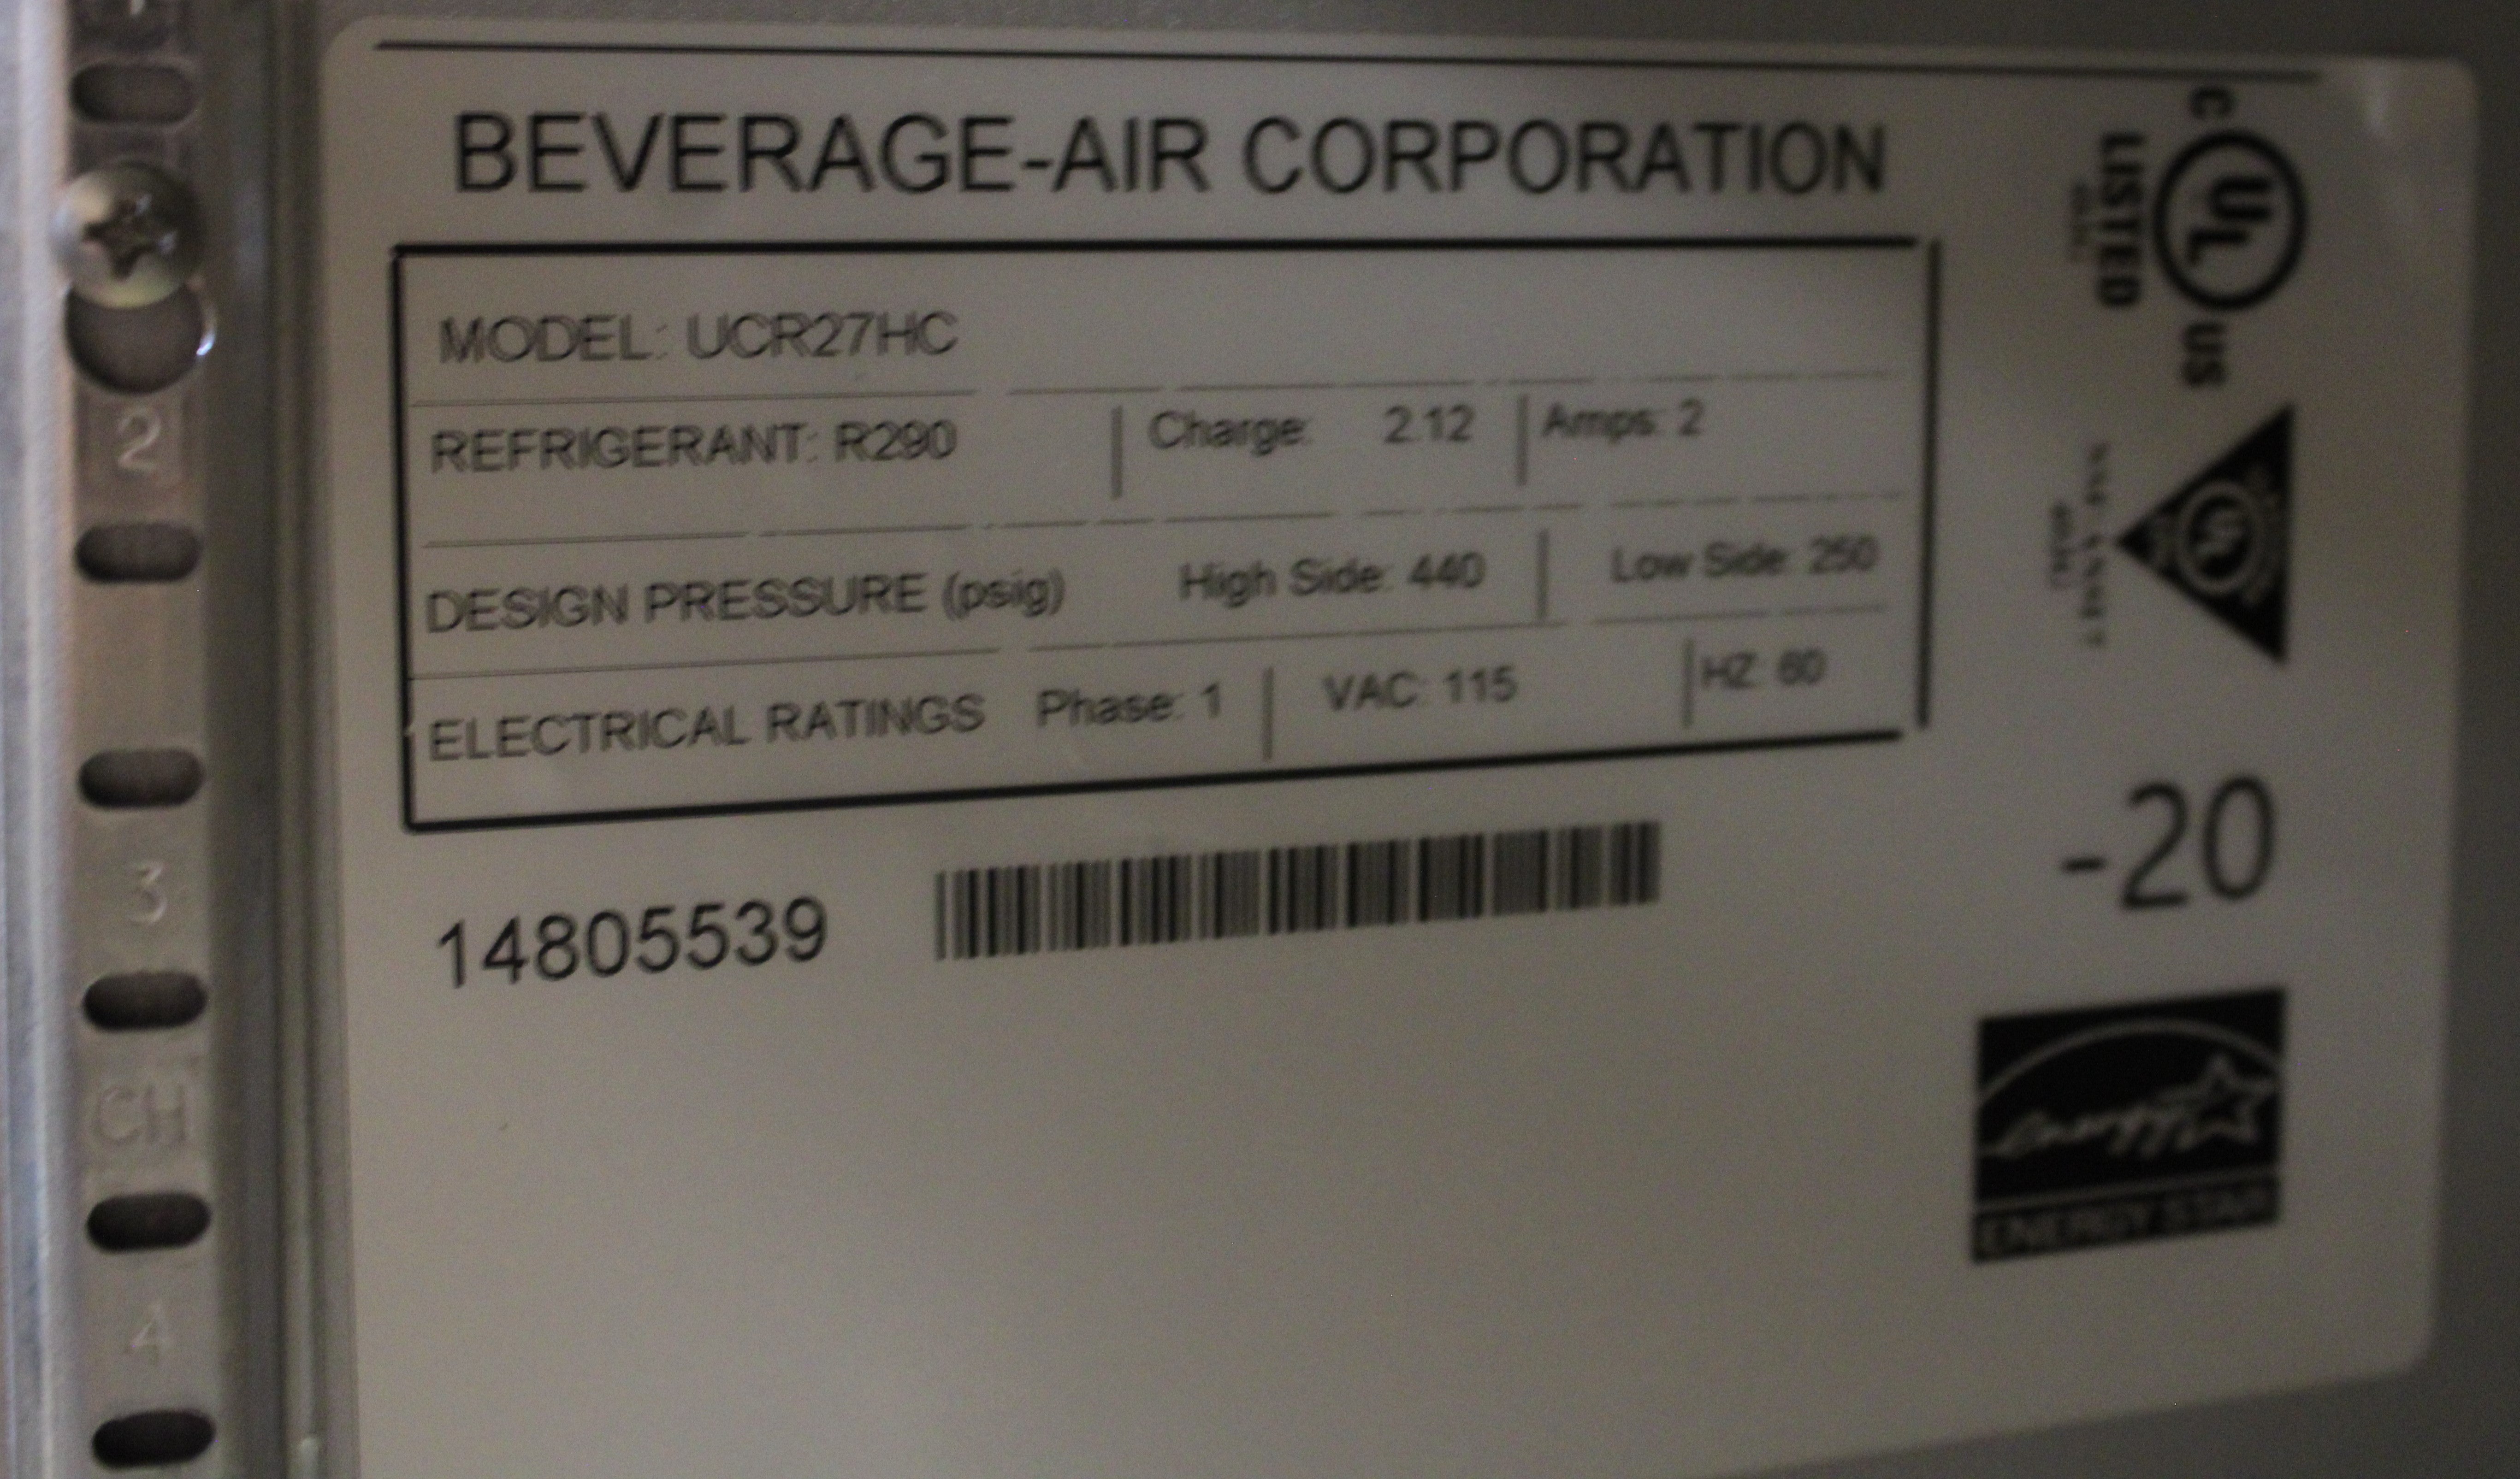 BEVERAGE-AIR CORPORATION
MODEL: UCR27HC
REFRIGERANT: R290 Charge: 2.12 Amps: 2
DESIGN PRESSURE (psig) High Side: 440 Low Side: 250
ELECTRICAL RATINGS Phase: 1 VAC: 115 HZ: 60
14805539
C UL US
LISTED
UL
-20
energy
ENERGY STAR
2
3
CH
4